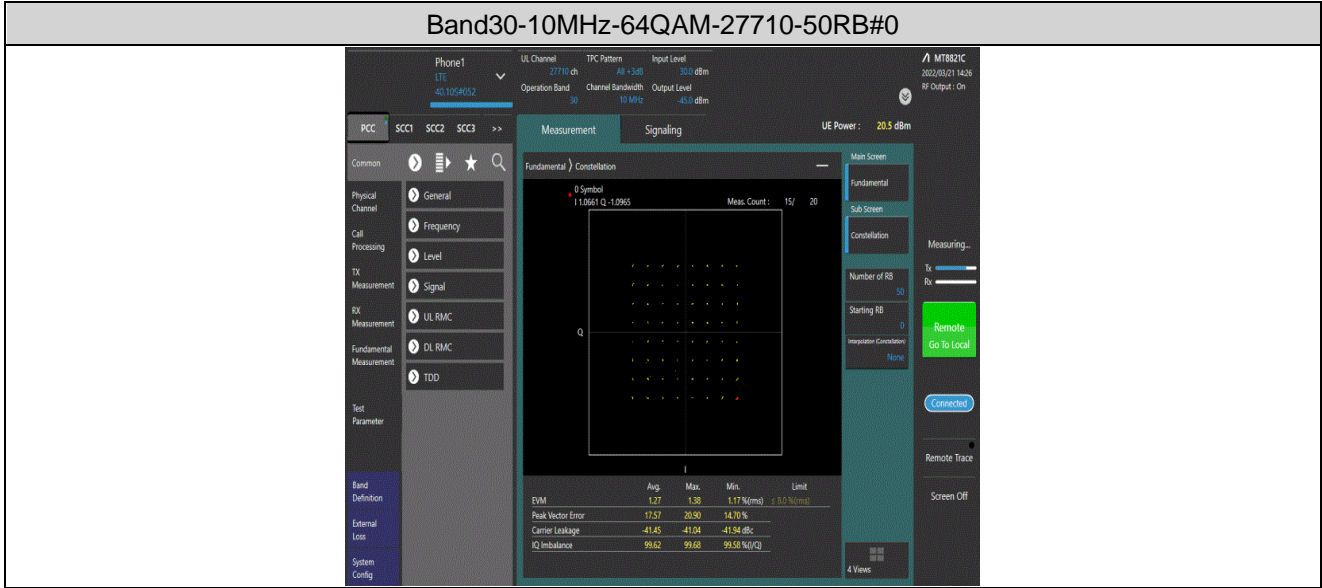 Band30-10MHz-64QAM-27710-50RB#0
Phone1
LTE
40.10S#052
UL Channel
27710 ch
TPC Pattern
All +3dB
Input Level
30.0 dBm
Operation Band
30
Channel Bandwidth
10 MHz
Output Level
-45.0 dBm
MT8821C
2022/03/21 14:26
RF Output : On
PCC SCC1 SCC2 SCC3 >>
Measurement Signaling
UE Power : 20.5 dBm
Common
Physical
Channel
Call
Processing
TX
Measurement
RX
Measurement
Fundamental
Measurement
Test
Parameter
Band
Definition
External
Loss
System
Config
General
Frequency
Level
Signal
UL RMC
DL RMC
TDD
Fundamental 〉 Constellation
0 Symbol
I 1.0661 Q -1.0965
Meas. Count : 15/ 20
Q
I
Avg. Max. Min. Limit
EVM 1.27 1.38 1.17 %(rms) ≤ 8.0 %(rms)
Peak Vector Error 17.57 20.90 14.70 %
Carrier Leakage -41.45 -41.04 -41.94 dBc
IQ Imbalance 99.62 99.68 99.58 %(I/Q)
Main Screen
Fundamental
Sub Screen
Constellation
Number of RB
50
Starting RB
0
Interpolation (Constellation)
None
4 Views
Measuring...
Tx
Rx
Remote
Go To Local
Connected
Remote Trace
Screen Off